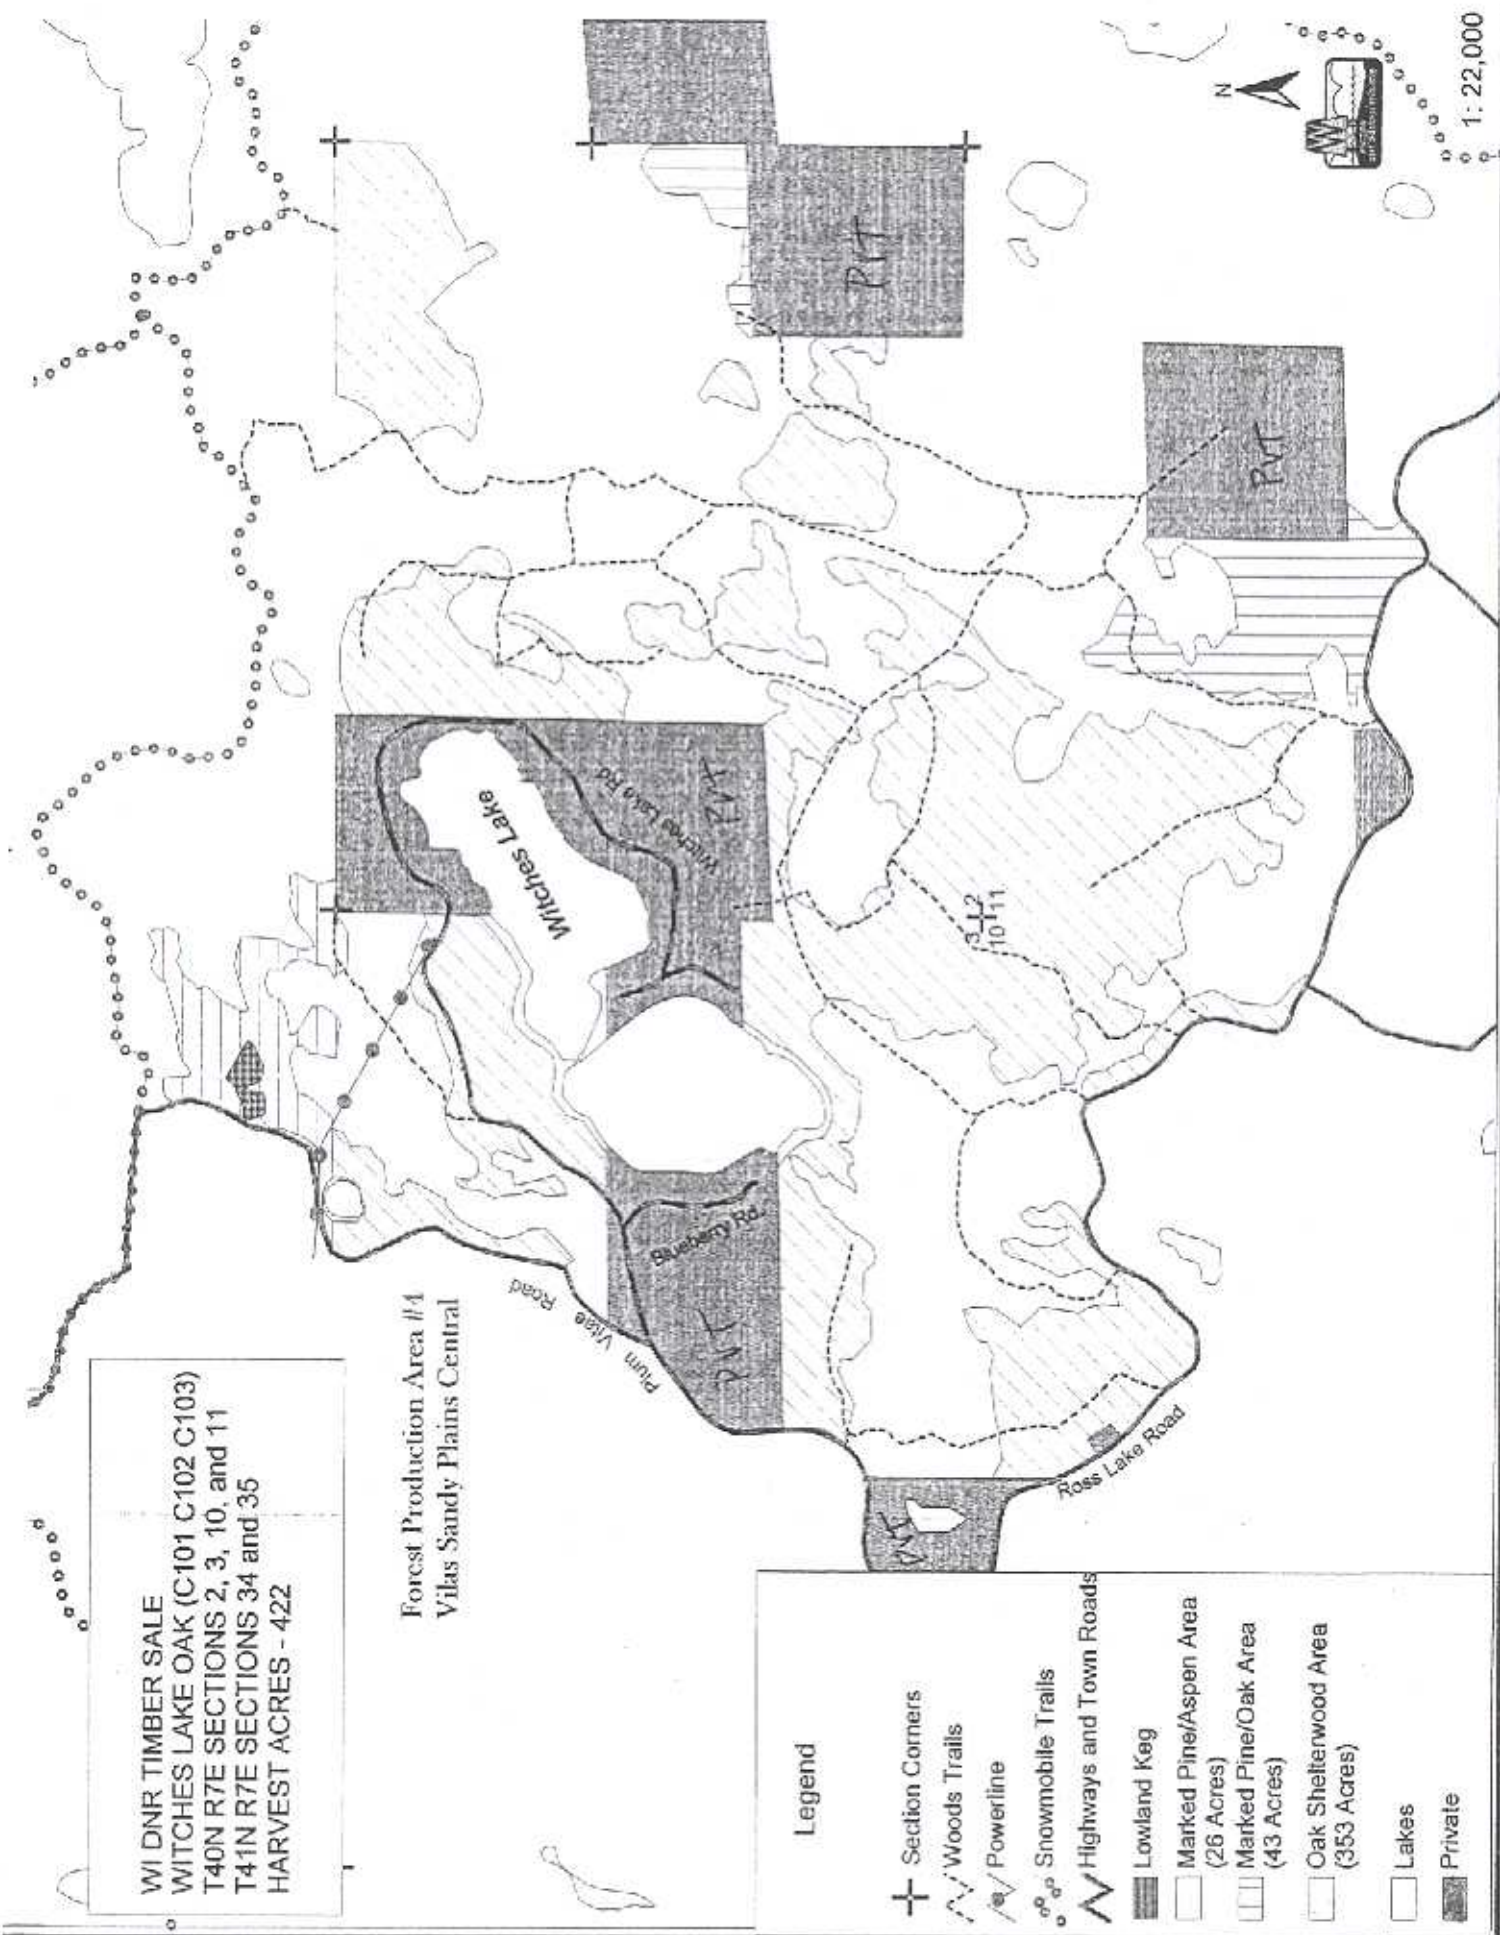 WI DNR TIMBER SALE
WITCHES LAKE OAK (C101 C102 C103)
T40N R7E SECTIONS 2, 3, 10, and 11
T41N R7E SECTIONS 34 and 35
HARVEST ACRES - 422
Forest Production Area #4
Vilas Sandy Plains Central
Plum Vitae Road
Blueberry Rd.
PVT
Witches Lake
Witches Lake Rd
PVT
PVT
PVT
PVT
Ross Lake Road
3 2
10 11
Legend
Section Corners
Woods Trails
Powerline
Snowmobile Trails
Highways and Town Roads
Lowland Keg
Marked Pine/Aspen Area
(26 Acres)
Marked Pine/Oak Area
(43 Acres)
Oak Shelterwood Area
(353 Acres)
Lakes
Private
N
W
1: 22,000